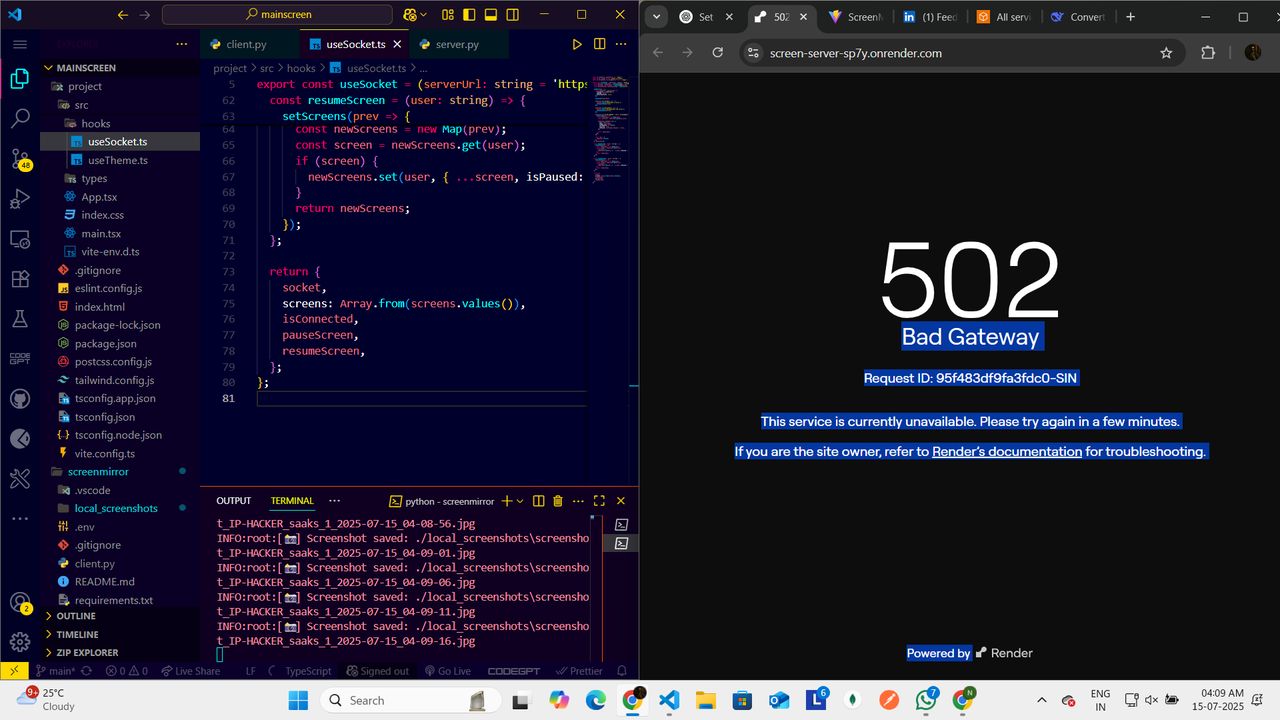 mainscreen
EXPLORER
MAINSCREEN
project
src
hooks
useSocket.ts
useTheme.ts
types
App.tsx
index.css
main.tsx
vite-env.d.ts
.gitignore
eslint.config.js
index.html
package-lock.json
package.json
postcss.config.js
tailwind.config.js
tsconfig.app.json
tsconfig.json
tsconfig.node.json
vite.config.ts
screenmirror
.vscode
local_screenshots
.env
.gitignore
client.py
README.md
requirements.txt
OUTLINE
TIMELINE
ZIP EXPLORER
48
CODE
GPT
2
client.py
useSocket.ts
server.py
project > src > hooks > useSocket.ts > ...
5 export const useSocket = (serverUrl: string = 'https
62 const resumeScreen = (user: string) => {
63 setScreens(prev => {
64 const newScreens = new Map(prev);
65 const screen = newScreens.get(user);
66 if (screen) {
67 newScreens.set(user, { ...screen, isPaused:
68 }
69 return newScreens;
70 });
71 };
72
73 return {
74 socket,
75 screens: Array.from(screens.values()),
76 isConnected,
77 pauseScreen,
78 resumeScreen,
79 };
80 };
81
OUTPUT TERMINAL ... python - screenmirror
t_IP-HACKER_saaks_1_2025-07-15_04-08-56.jpg
INFO:root:[📷] Screenshot saved: ./local_screenshots\screensho
t_IP-HACKER_saaks_1_2025-07-15_04-09-01.jpg
INFO:root:[📷] Screenshot saved: ./local_screenshots\screensho
t_IP-HACKER_saaks_1_2025-07-15_04-09-06.jpg
INFO:root:[📷] Screenshot saved: ./local_screenshots\screensho
t_IP-HACKER_saaks_1_2025-07-15_04-09-11.jpg
INFO:root:[📷] Screenshot saved: ./local_screenshots\screensho
t_IP-HACKER_saaks_1_2025-07-15_04-09-16.jpg
main* 0 0 Live Share LF TypeScript Signed out Go Live CODEGPT Prettier
Set 502 ScreenM (1) Feed All servi Convert
screen-server-sp7y.onrender.com
502
Bad Gateway
Request ID: 95f483df9fa3fdc0-SIN
This service is currently unavailable. Please try again in a few minutes.
If you are the site owner, refer to Render's documentation for troubleshooting.
Powered by Render
9+
25°C
Cloudy
Search
6
7
N
ENG
IN
04:09 AM
15-07-2025